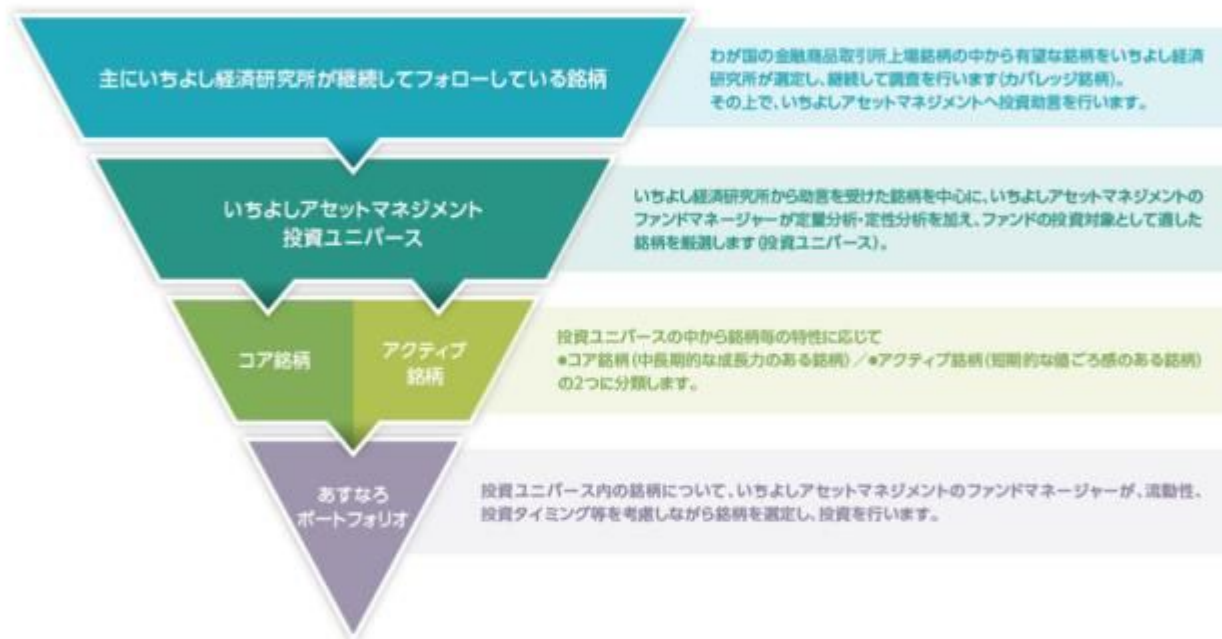 主にいちよし経済研究所が継続してフォローしている銘柄
わが国の金融商品取引所上場銘柄の中から有望な銘柄をいちよし経済
研究所が選定し、継続して調査を行います(カバレッジ銘柄)。
その上で、いちよしアセットマネジメントへ投資助言を行います。
いちよしアセットマネジメント
投資ユニバース
いちよし経済研究所から助言を受けた銘柄を中心に、いちよしアセットマネジメントの
ファンドマネージャーが定量分析・定性分析を加え、ファンドの投資対象として適した
銘柄を厳選します(投資ユニバース)。
コア銘柄
アクティブ
銘柄
投資ユニバースの中から銘柄毎の特性に応じて
●コア銘柄(中長期的な成長力のある銘柄)／●アクティブ銘柄(短期的な値ごろ感のある銘柄)
の2つに分類します。
あすなろ
ポートフォリオ
投資ユニバース内の銘柄について、いちよしアセットマネジメントのファンドマネージャーが、流動性、
投資タイミング等を考慮しながら銘柄を選定し、投資を行います。